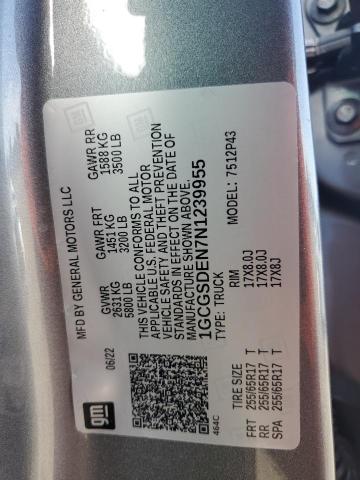 MFD BY GENERAL MOTORS LLC
06/22
GVWR
2631 KG
5800 LB
GAWR FRT
1451 KG
3200 LB
GAWR RR
1588 KG
3500 LB
THIS VEHICLE CONFORMS TO ALL
APPLICABLE U.S. FEDERAL MOTOR
VEHICLE SAFETY AND THEFT PREVENTION
STANDARDS IN EFFECT ON THE DATE OF
MANUFACTURE SHOWN ABOVE.
1GCGSDEN7N1239955
TYPE: TRUCK
7512P43
TIRE SIZE RIM
FRT 255/65R17 T 17X8.0J
RR 255/65R17 T 17X8.0J
SPA 255/65R17 T 17X8J
gm
464C